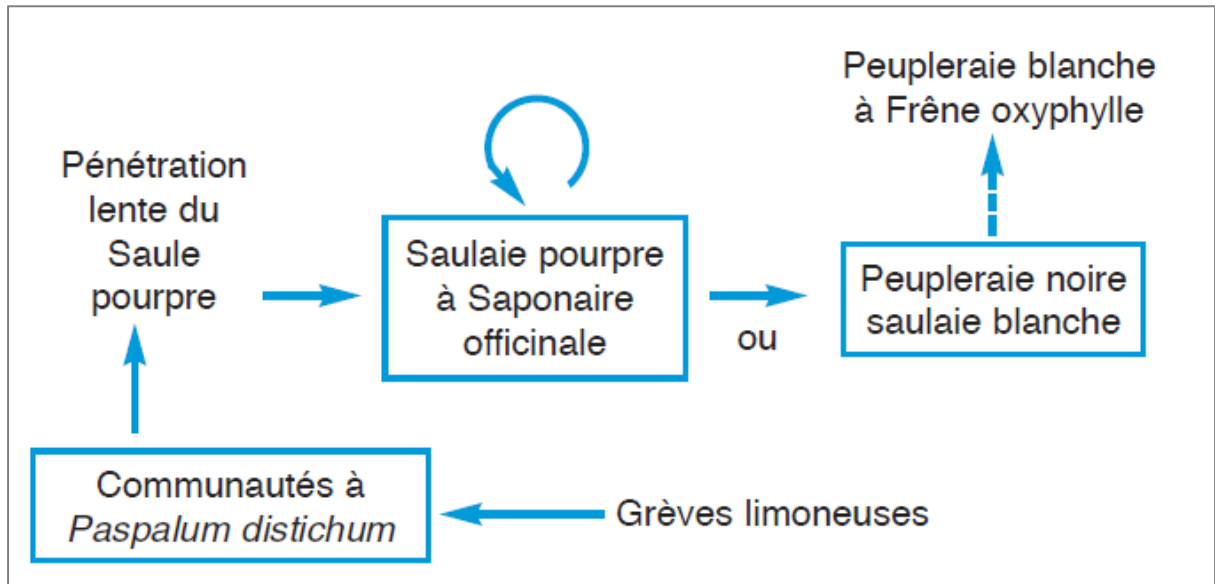 Peupleraie blanche
à Frêne oxyphylle
Pénétration
lente du
Saule
pourpre
Saulaie pourpre
à Saponaire
officinale
ou
Peupleraie noire
saulaie blanche
Communautés à
Paspalum distichum
Grèves limoneuses